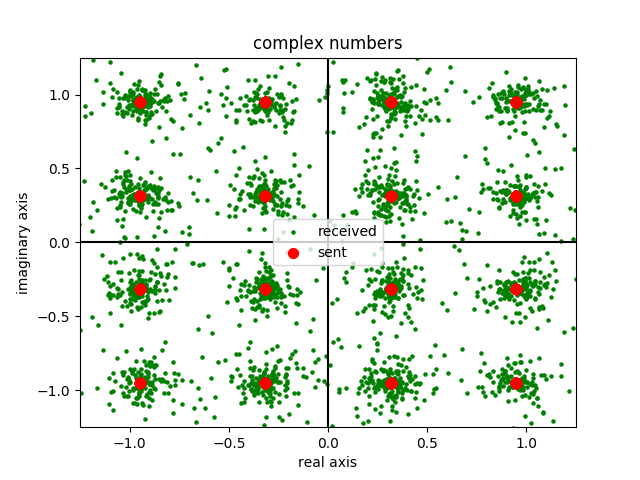 complex numbers
imaginary axis
1.0
0.5
0.0
−0.5
−1.0
received
sent
−1.0 −0.5 0.0 0.5 1.0
real axis